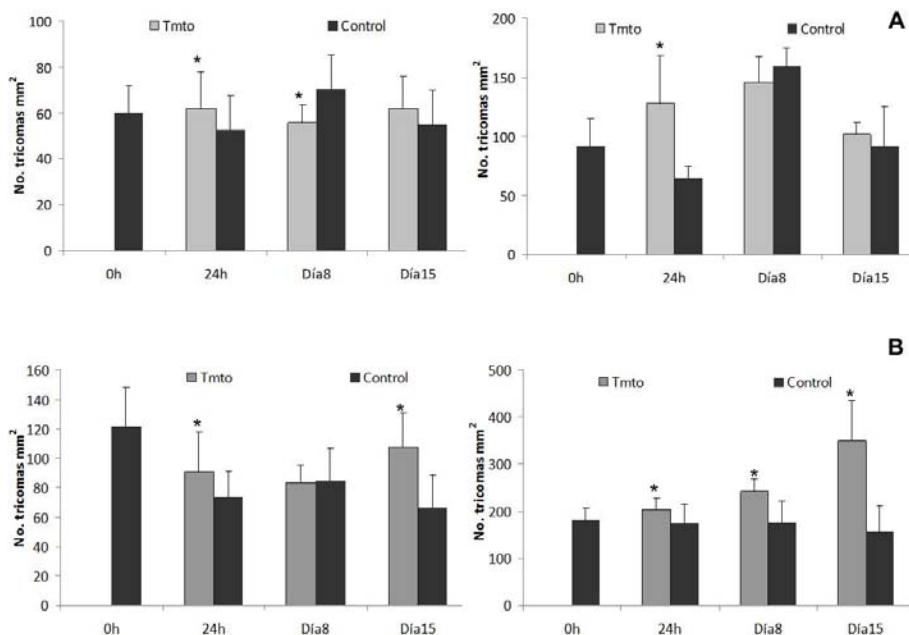 A
Tmto
Control
No. tricomas mm²
100
80
60
40
20
0
*
*
0h
24h
Día8
Día15
Tmto
Control
No. tricomas mm²
200
150
100
50
0
*
0h
24h
Día8
Día15
B
Tmto
Control
No. tricomas mm²
160
140
120
100
80
60
40
20
0
*
*
0h
24h
Día8
Día15
Tmto
Control
No. tricomas mm²
500
400
300
200
100
0
*
*
*
0h
24h
Día8
Día15